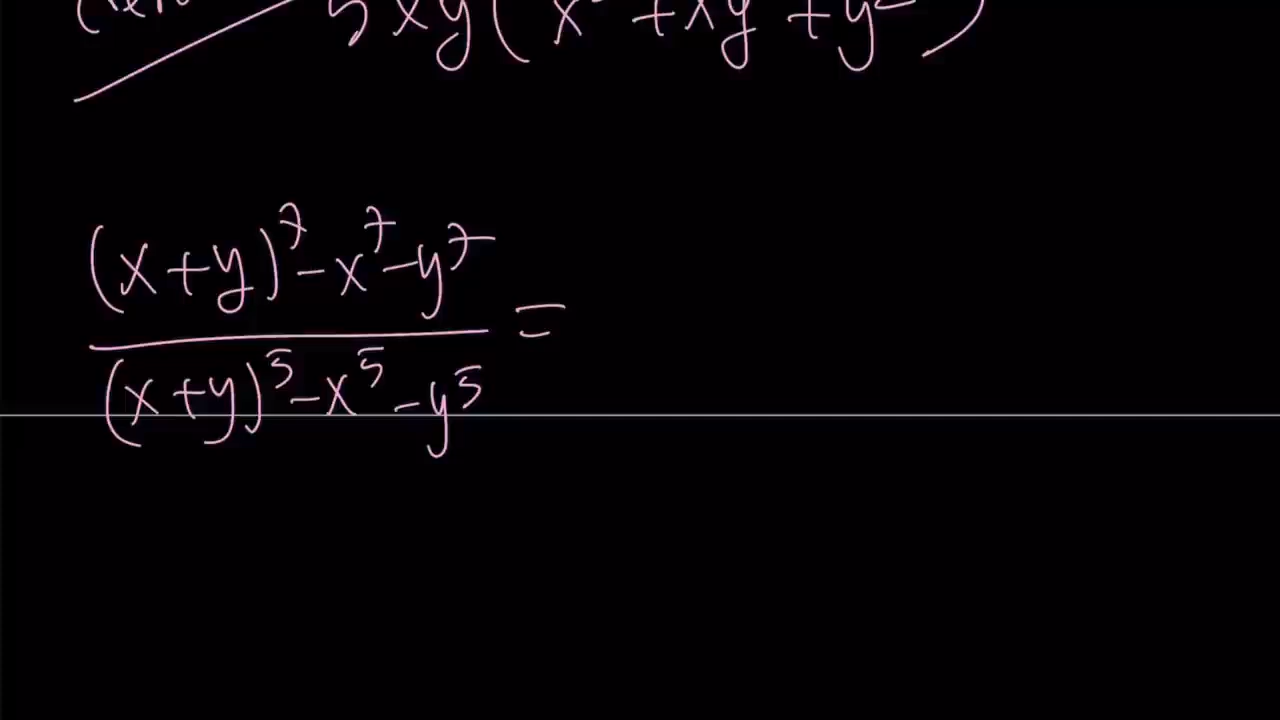 5xy(x² + xy + y²)
(x+y)⁷ - x⁷ - y⁷
=
(x+y)⁵ - x⁵ - y⁵